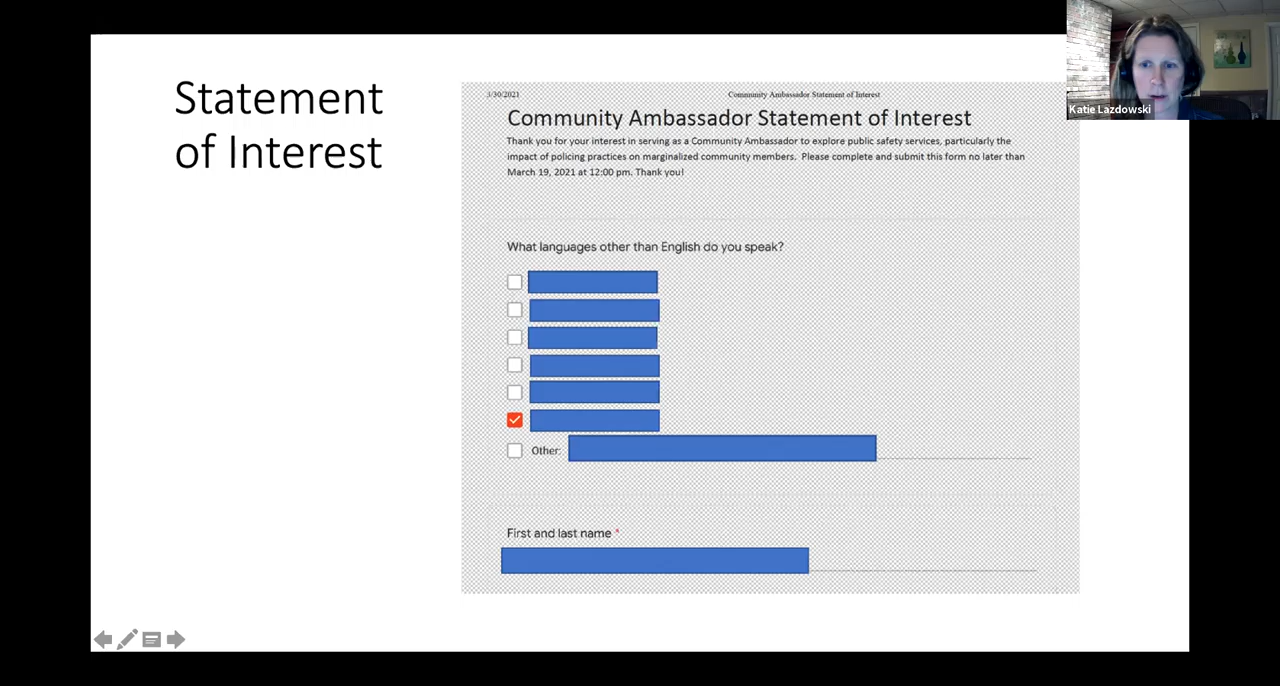 Statement
of Interest
3/30/2021
Community Ambassador Statement of Interest
Community Ambassador Statement of Interest
Thank you for your interest in serving as a Community Ambassador to explore public safety services, particularly the
impact of policing practices on marginalized community members.  Please complete and submit this form no later than
March 19, 2021 at 12:00 pm. Thank you!
What languages other than English do you speak?
Other:
First and last name *
Katie Lazdowski